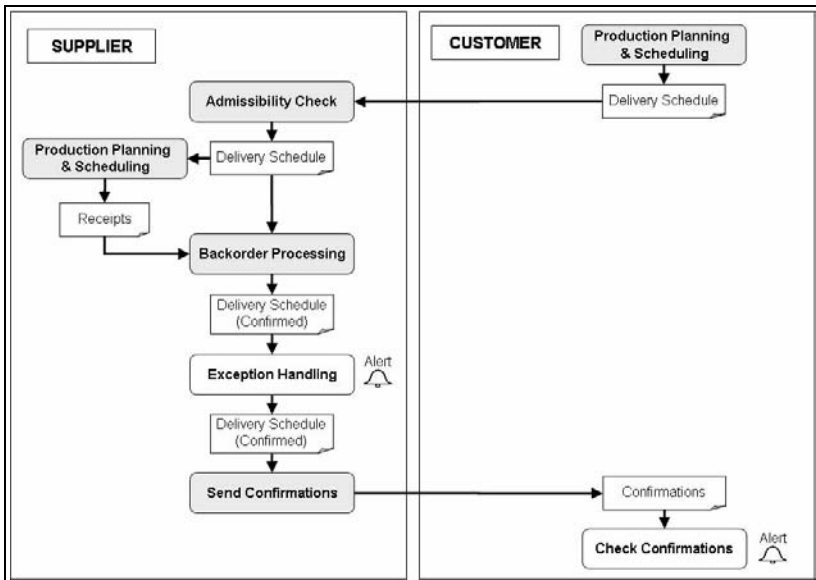 SUPPLIER
Admissibility Check
Delivery Schedule
Production Planning
& Scheduling
Receipts
Backorder Processing
Delivery Schedule
(Confirmed)
Exception Handling
Alert
Delivery Schedule
(Confirmed)
Send Confirmations
CUSTOMER
Production Planning
& Scheduling
Delivery Schedule
Confirmations
Check Confirmations
Alert